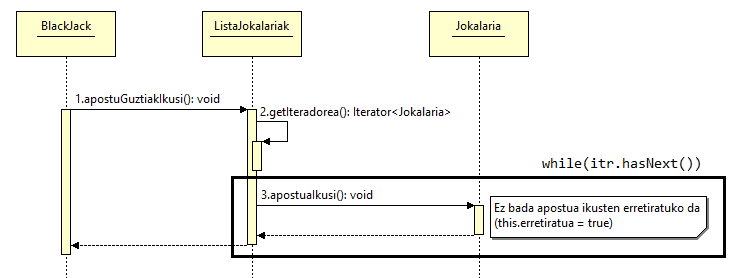 BlackJack
ListaJokalariak
Jokalaria
1.apostuGuztiakIkusi(): void
2.getIteradorea(): Iterator<Jokalaria>
while(itr.hasNext())
3.apostuaIkusi(): void
Ez bada apostua ikusten erretiratuko da
(this.erretiratua = true)